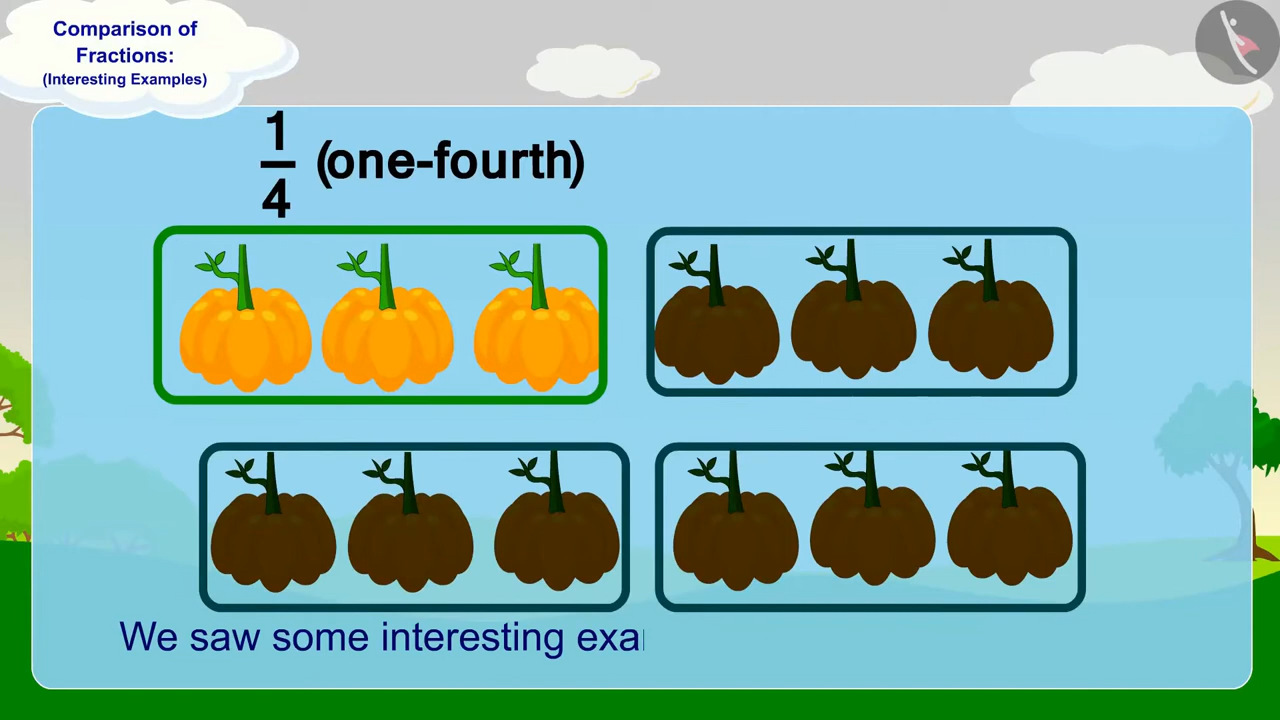 Comparison of
Fractions:
(Interesting Examples)
1
4
(one-fourth)
We saw some interesting exa